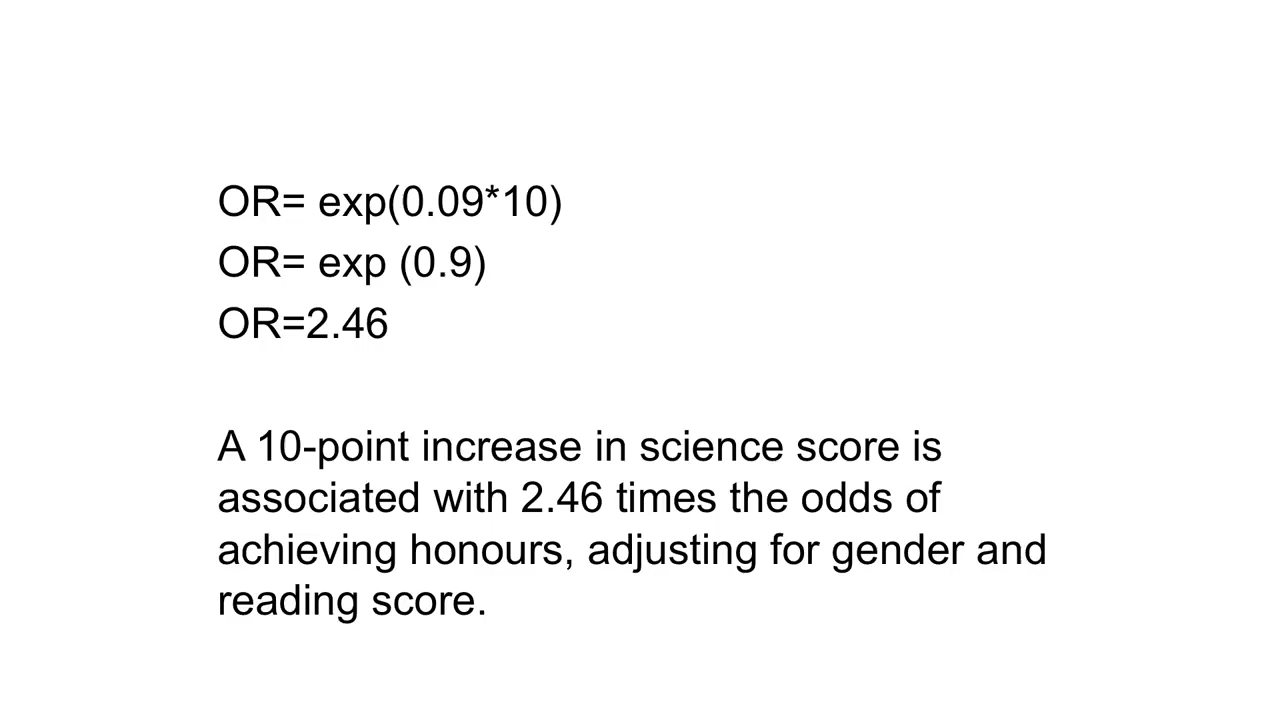 OR= exp(0.09*10)
OR= exp (0.9)
OR=2.46
A 10-point increase in science score is
associated with 2.46 times the odds of
achieving honours, adjusting for gender and
reading score.